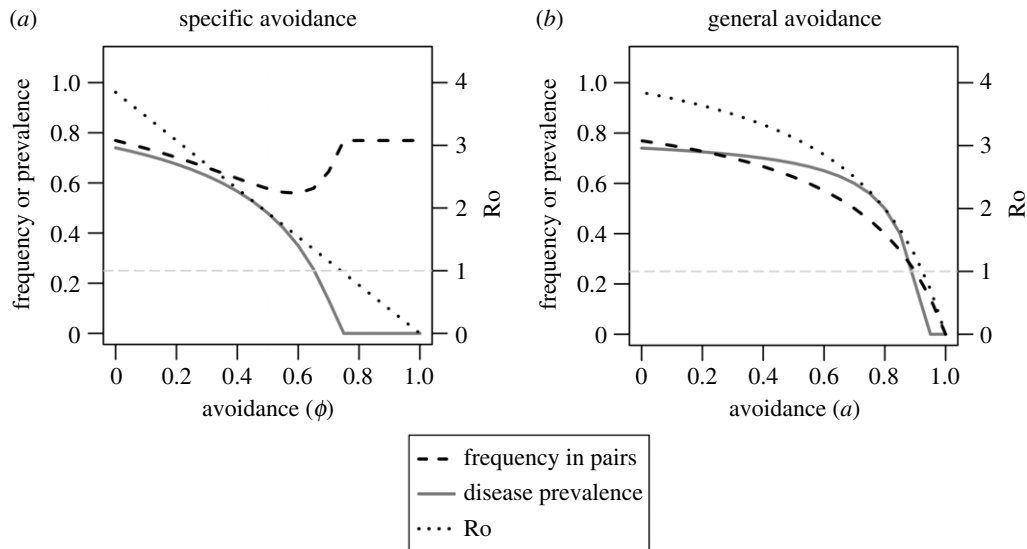 (a) specific avoidance
frequency or prevalence
1.0
0.8
0.6
0.4
0.2
0
4
3
2
1
0
Ro
0 0.2 0.4 0.6 0.8 1.0
avoidance (ϕ)
(b) general avoidance
frequency or prevalence
1.0
0.8
0.6
0.4
0.2
0
4
3
2
1
0
Ro
0 0.2 0.4 0.6 0.8 1.0
avoidance (a)
frequency in pairs
disease prevalence
Ro